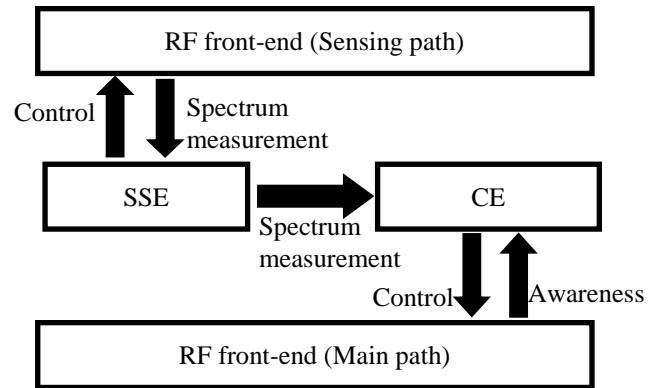 RF front-end (Sensing path)
Control
Spectrum
measurement
SSE
CE
Spectrum
measurement
Control
Awareness
RF front-end (Main path)